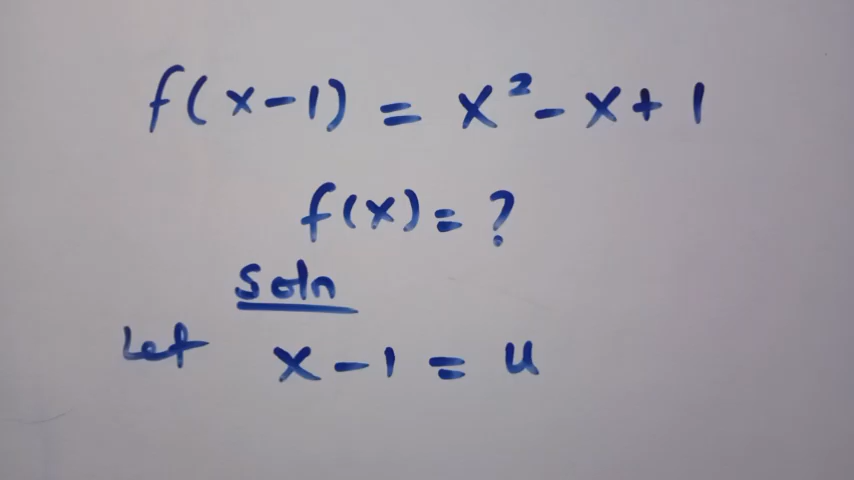 f(x-1) = x² - x + 1
f(x) = ?
Soln
Let x - 1 = u